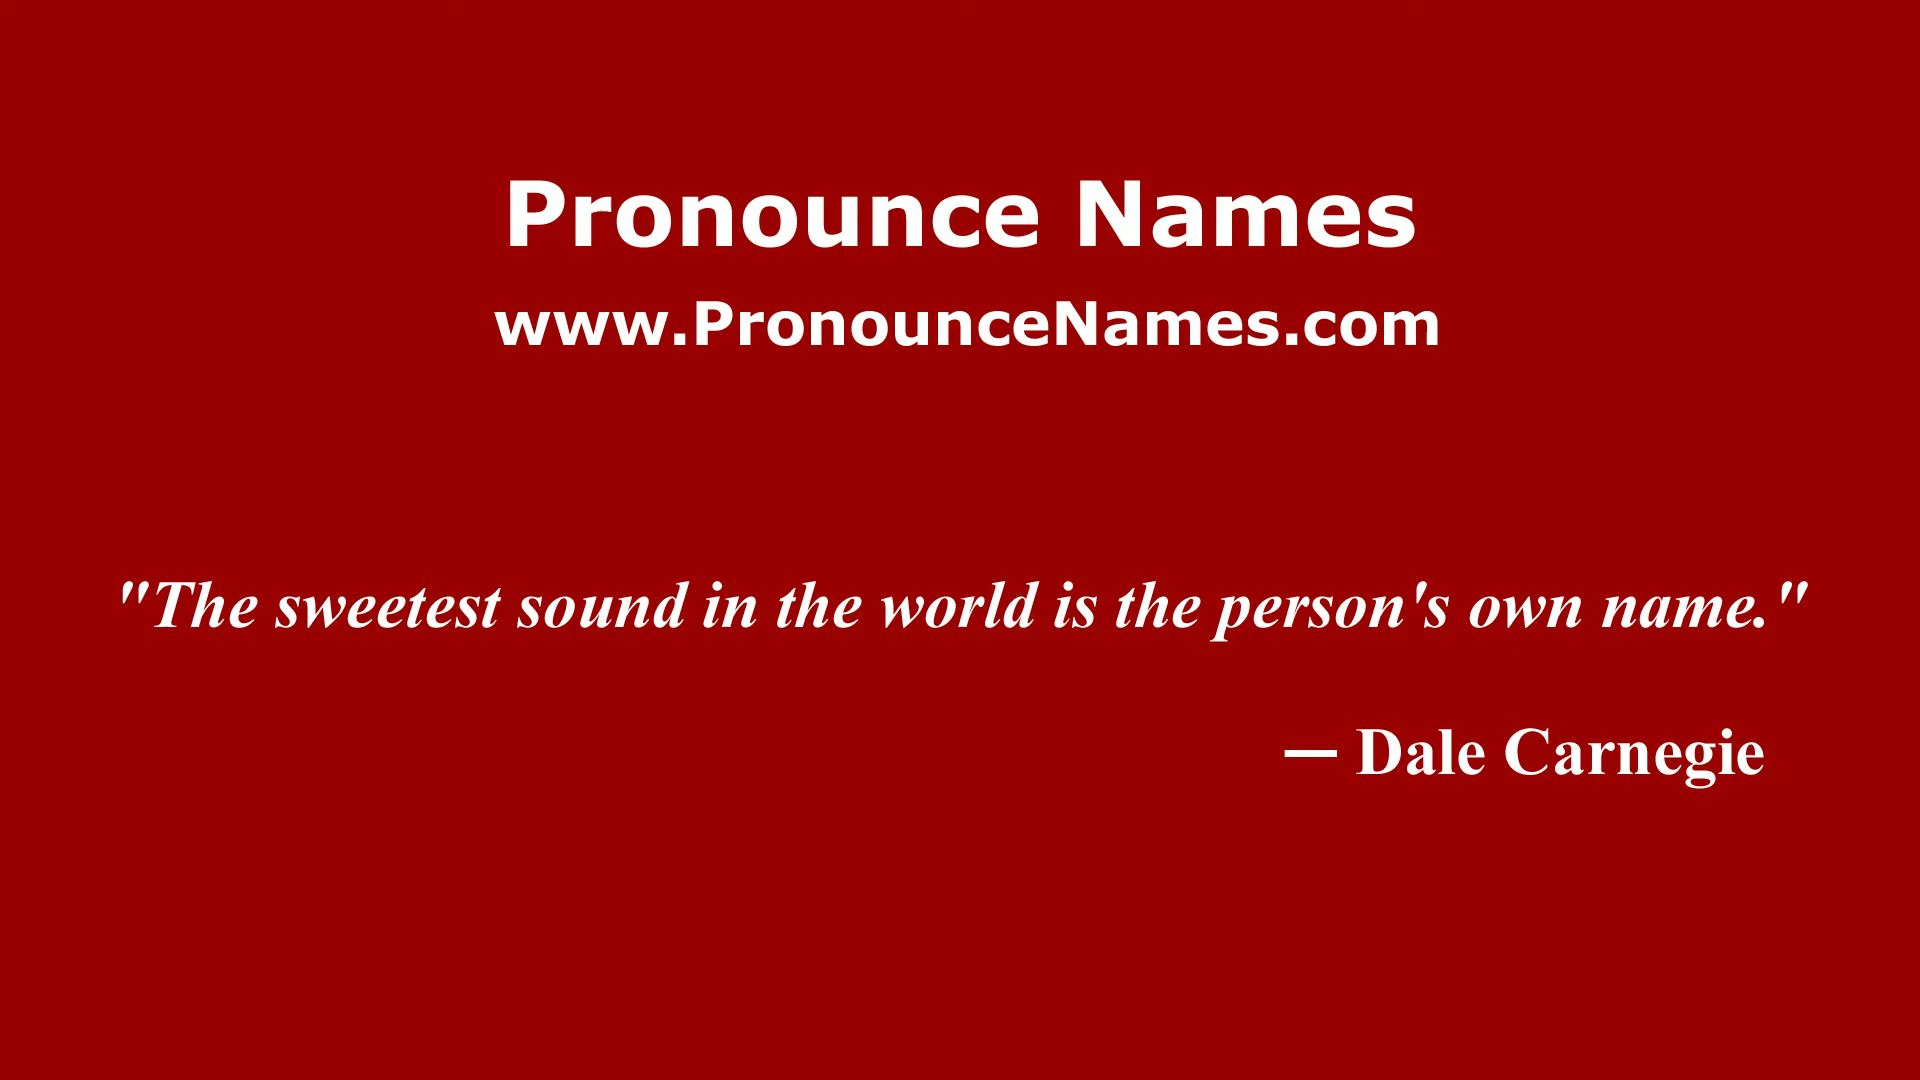 Pronounce Names
www.PronounceNames.com
"The sweetest sound in the world is the person's own name."
— Dale Carnegie